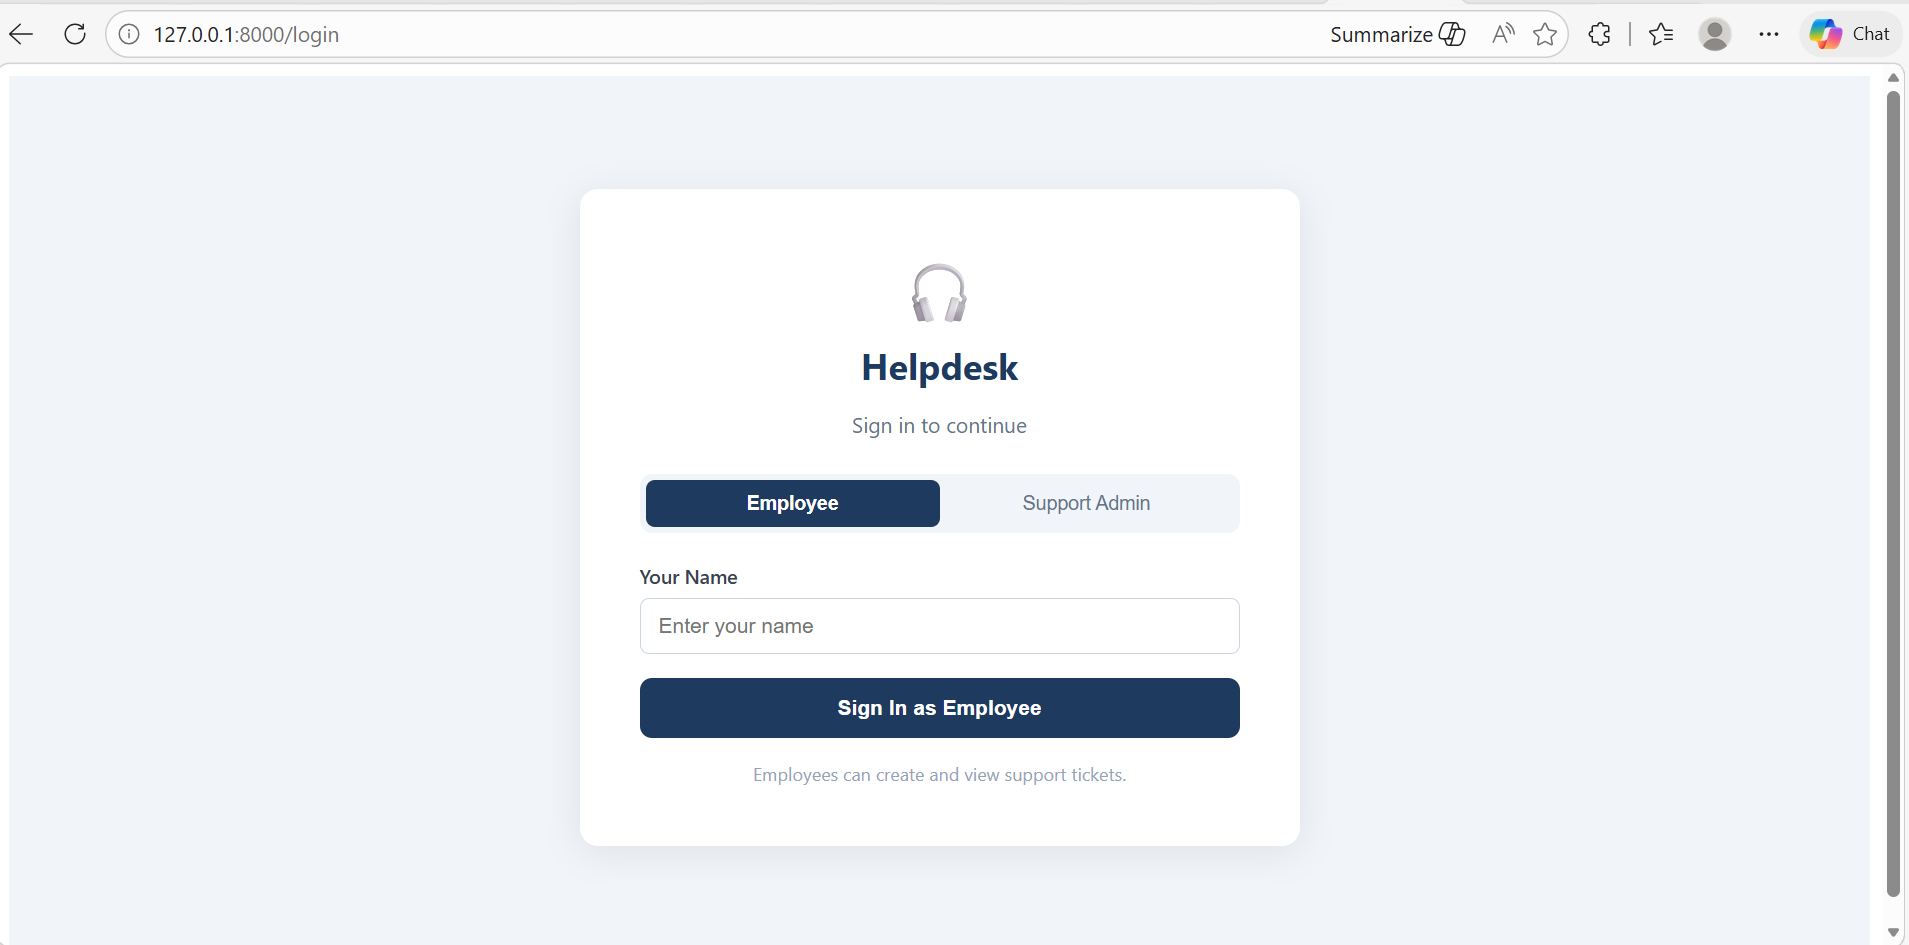 127.0.0.1:8000/login
Summarize
Chat
Helpdesk
Sign in to continue
Employee
Support Admin
Your Name
Enter your name
Sign In as Employee
Employees can create and view support tickets.